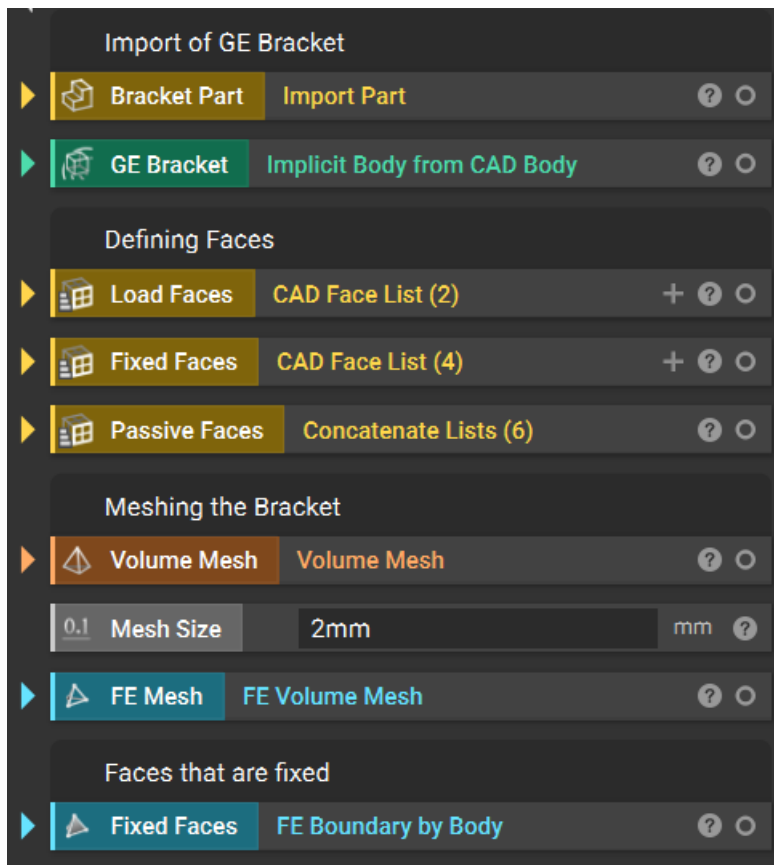 Import of GE Bracket
Bracket Part Import Part ?
GE Bracket Implicit Body from CAD Body ?
Defining Faces
Load Faces CAD Face List (2) + ?
Fixed Faces CAD Face List (4) + ?
Passive Faces Concatenate Lists (6) ?
Meshing the Bracket
Volume Mesh Volume Mesh ?
0.1 Mesh Size 2mm mm ?
FE Mesh FE Volume Mesh ?
Faces that are fixed
Fixed Faces FE Boundary by Body ?